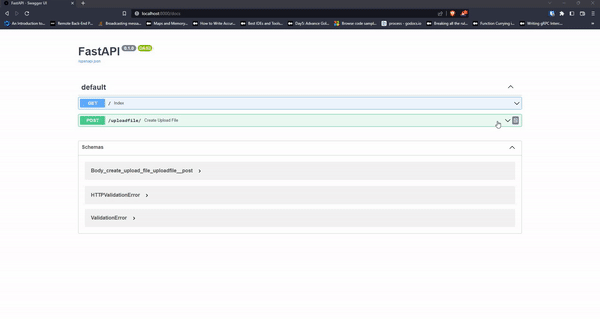 FastAPI - Swagger UI
localhost:8000/docs
An Introduction to... Remote Back-End F... Broadcasting messa... Maps and Memory... How to Write Accur... Best IDEs and Tools... Day5: Advance Gol... Browse code sampl... process - gosdocs.io Breaking all the rul... Function Currying i... Writing gRPC Interc...
FastAPI 0.1.0 OAS3
/openapi.json
default
GET / Index
POST /uploadfile/ Create Upload File
Schemas
Body_create_upload_file_uploadfile__post >
HTTPValidationError >
ValidationError >